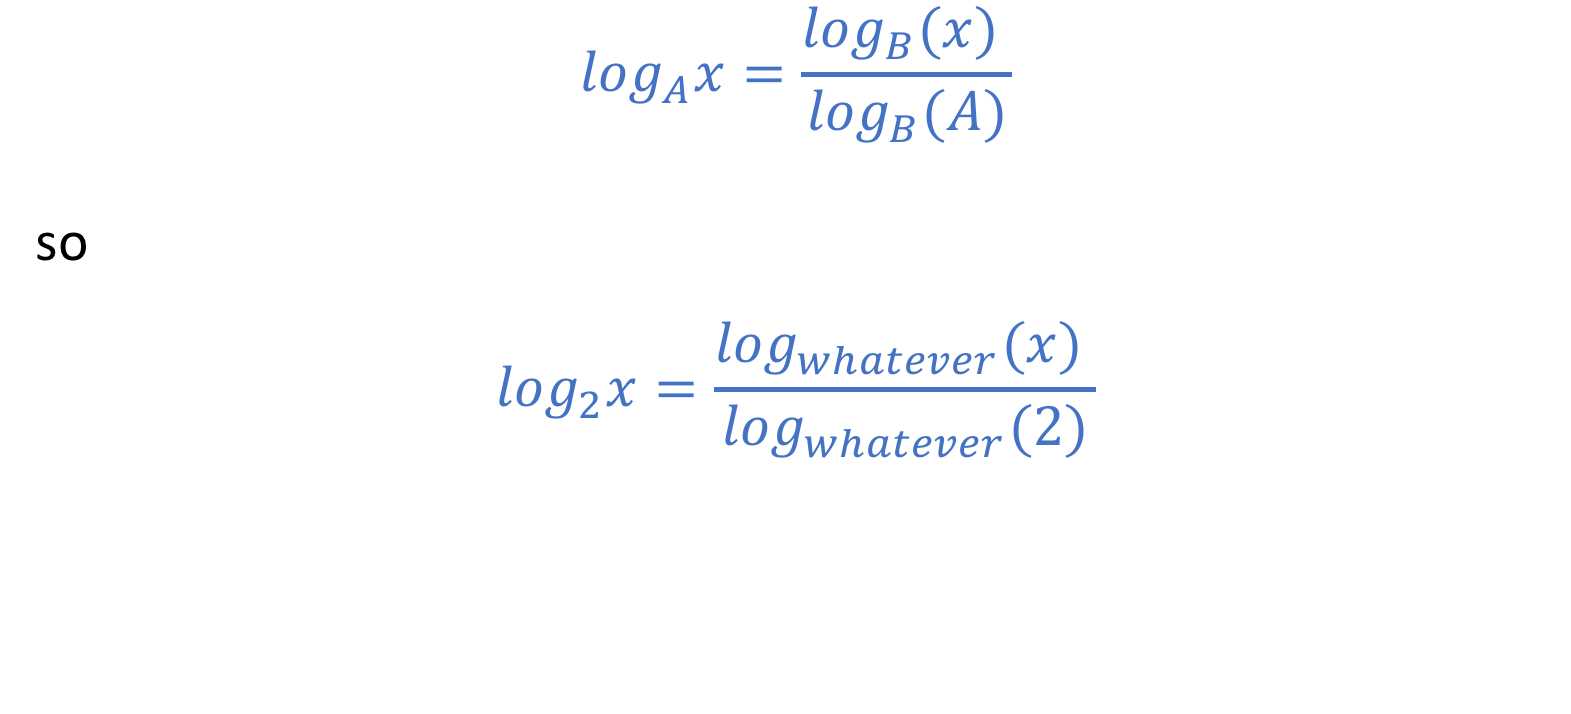 log_A x = log_B(x) / log_B(A)
so
log_2 x = log_whatever(x) / log_whatever(2)